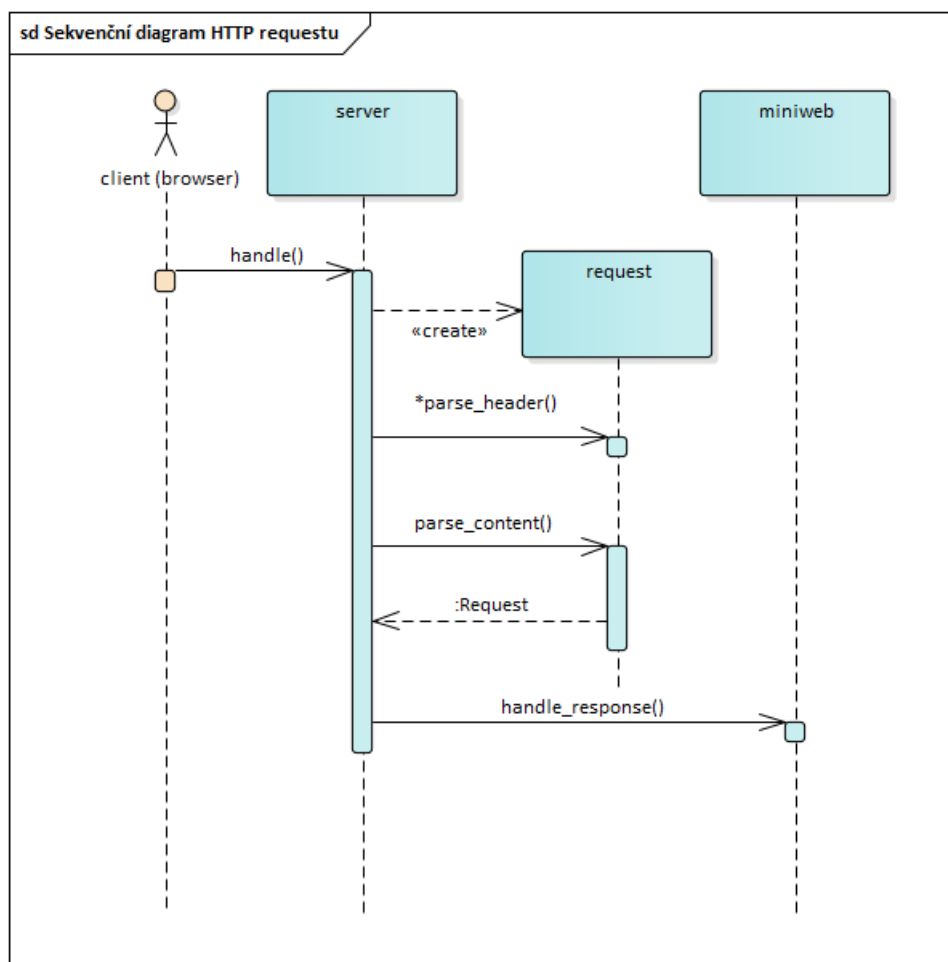 sd Sekvenční diagram HTTP requestu
server
miniweb
client (browser)
handle()
request
«create»
*parse_header()
parse_content()
:Request
handle_response()